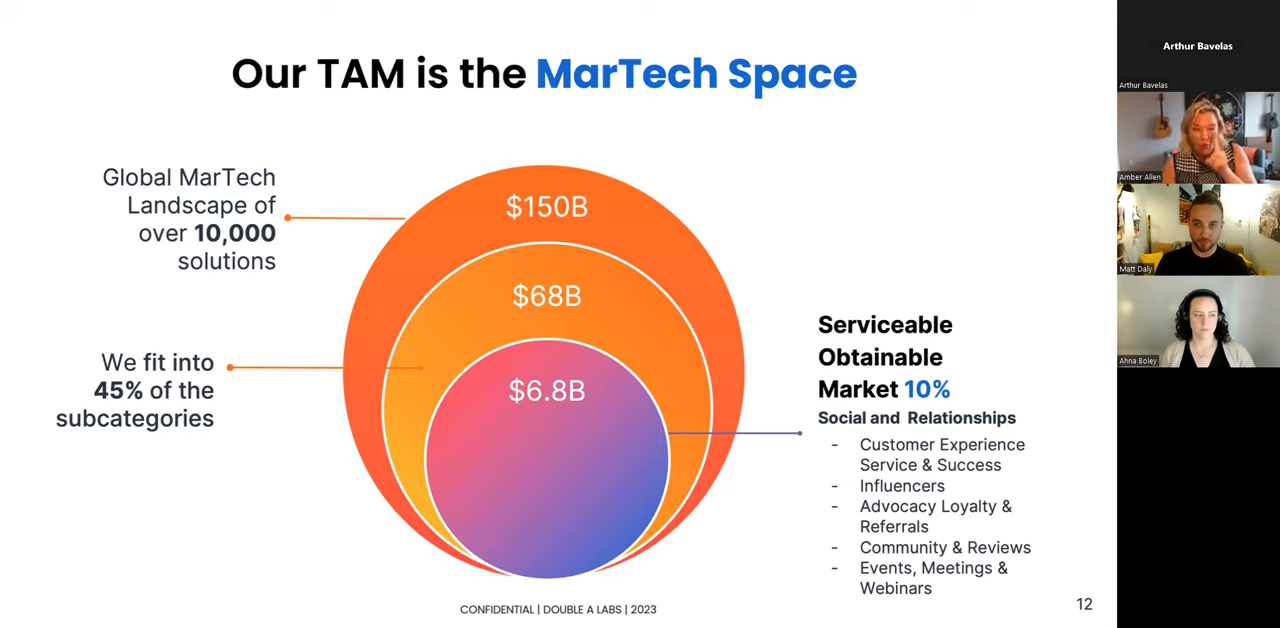 Our TAM is the MarTech Space
Global MarTech
Landscape of
over 10,000
solutions
We fit into
45% of the
subcategories
$150B
$68B
$6.8B
Serviceable
Obtainable
Market 10%
Social and Relationships
- Customer Experience
Service & Success
- Influencers
- Advocacy Loyalty &
Referrals
- Community & Reviews
- Events, Meetings &
Webinars
CONFIDENTIAL | DOUBLE A LABS | 2023
12
Arthur Bavelas
Arthur Bavelas
Amber Allen
Matt Daly
Ahna Boley